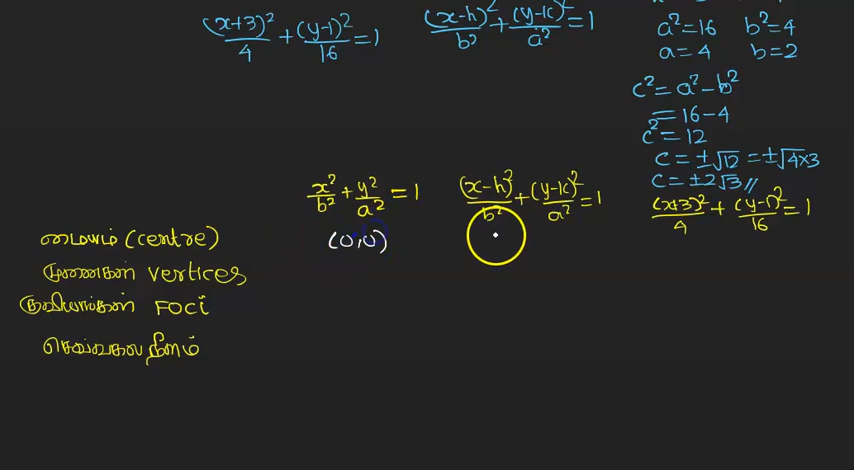 (x+3)²/4 + (y-1)²/16 = 1
(x-h)²/b² + (y-k)²/a² = 1
a² = 16 b² = 4
a = 4 b = 2
c² = a² - b²
= 16 - 4
c² = 12
c = ±√12 = ±√4×3
c = ±2√3 //
x²/b² + y²/a² = 1 (x-h)²/b² + (y-k)²/a² = 1 (x+3)²/4 + (y-1)²/16 = 1
மையம் (centre) (0,0)
முனைகள் vertices
குவியங்கள் Foci
செவ்வகல நீளம்